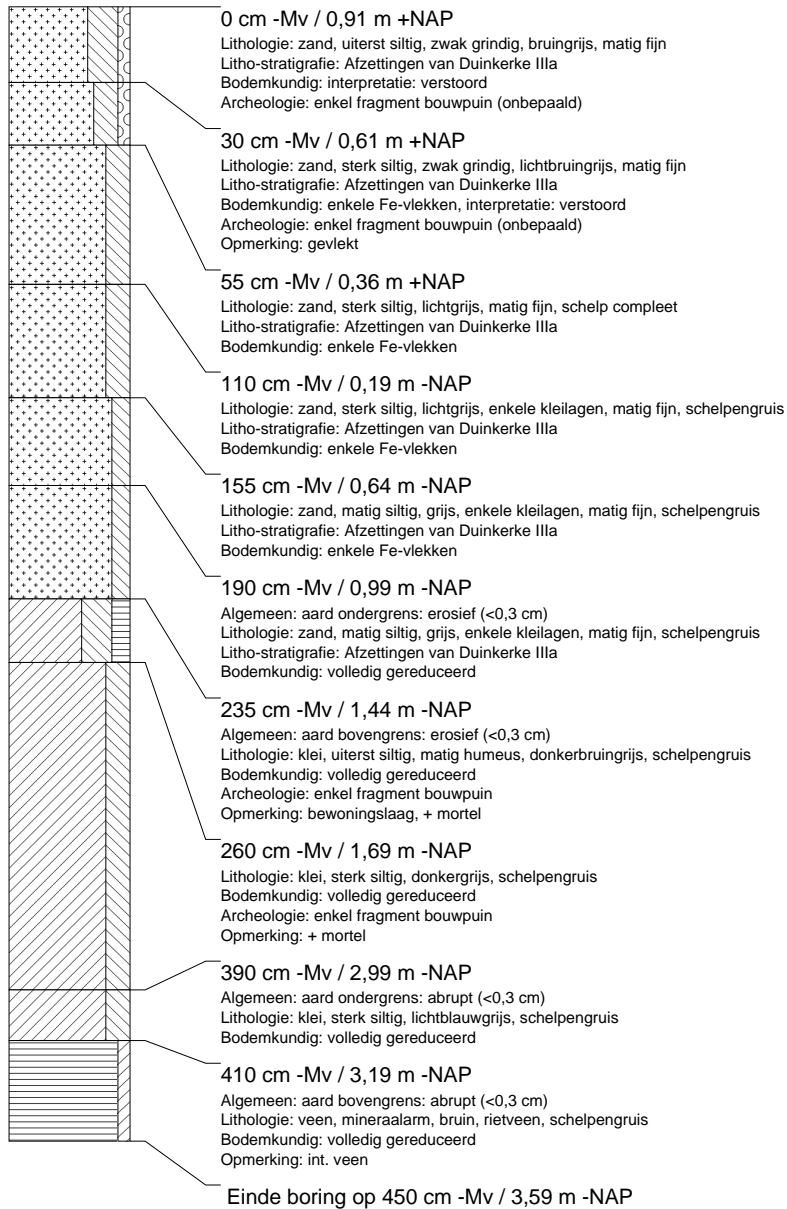 0 cm -Mv / 0,91 m +NAP
Lithologie: zand, uiterst siltig, zwak grindig, bruingrijs, matig fijn
Litho-stratigrafie: Afzettingen van Duinkerke IIIa
Bodemkundig: interpretatie: verstoord
Archeologie: enkel fragment bouwpuin (onbepaald)
30 cm -Mv / 0,61 m +NAP
Lithologie: zand, sterk siltig, zwak grindig, lichtbruingrijs, matig fijn
Litho-stratigrafie: Afzettingen van Duinkerke IIIa
Bodemkundig: enkele Fe-vlekken, interpretatie: verstoord
Archeologie: enkel fragment bouwpuin (onbepaald)
Opmerking: gevlekt
55 cm -Mv / 0,36 m +NAP
Lithologie: zand, sterk siltig, lichtgrijs, matig fijn, schelp compleet
Litho-stratigrafie: Afzettingen van Duinkerke IIIa
Bodemkundig: enkele Fe-vlekken
110 cm -Mv / 0,19 m -NAP
Lithologie: zand, sterk siltig, lichtgrijs, enkele kleilagen, matig fijn, schelpengruis
Litho-stratigrafie: Afzettingen van Duinkerke IIIa
Bodemkundig: enkele Fe-vlekken
155 cm -Mv / 0,64 m -NAP
Lithologie: zand, matig siltig, grijs, enkele kleilagen, matig fijn, schelpengruis
Litho-stratigrafie: Afzettingen van Duinkerke IIIa
Bodemkundig: enkele Fe-vlekken
190 cm -Mv / 0,99 m -NAP
Algemeen: aard ondergrens: erosief (<0,3 cm)
Lithologie: zand, matig siltig, grijs, enkele kleilagen, matig fijn, schelpengruis
Litho-stratigrafie: Afzettingen van Duinkerke IIIa
Bodemkundig: volledig gereduceerd
235 cm -Mv / 1,44 m -NAP
Algemeen: aard bovengrens: erosief (<0,3 cm)
Lithologie: klei, uiterst siltig, matig humeus, donkerbruingrijs, schelpengruis
Bodemkundig: volledig gereduceerd
Archeologie: enkel fragment bouwpuin
Opmerking: bewoningslaag, + mortel
260 cm -Mv / 1,69 m -NAP
Lithologie: klei, sterk siltig, donkergrijs, schelpengruis
Bodemkundig: volledig gereduceerd
Archeologie: enkel fragment bouwpuin
Opmerking: + mortel
390 cm -Mv / 2,99 m -NAP
Algemeen: aard ondergrens: abrupt (<0,3 cm)
Lithologie: klei, sterk siltig, lichtblauwgrijs, schelpengruis
Bodemkundig: volledig gereduceerd
410 cm -Mv / 3,19 m -NAP
Algemeen: aard bovengrens: abrupt (<0,3 cm)
Lithologie: veen, mineraalarm, bruin, rietveen, schelpengruis
Bodemkundig: volledig gereduceerd
Opmerking: int. veen
Einde boring op 450 cm -Mv / 3,59 m -NAP